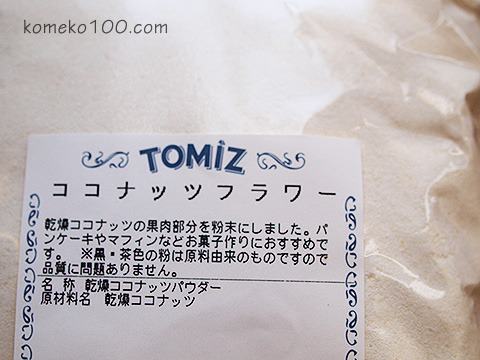 komeko100.com
TOMIZ
ココナッツフラワー
乾燥ココナッツの果肉部分を粉末にしました。パ
ンケーキやマフィンなどお菓子作りにおすすめで
す。 ※黒・茶色の粉は原料由来のものですので
品質に問題ありません。
名 称 乾燥ココナッツパウダー
原材料名 乾燥ココナッツ